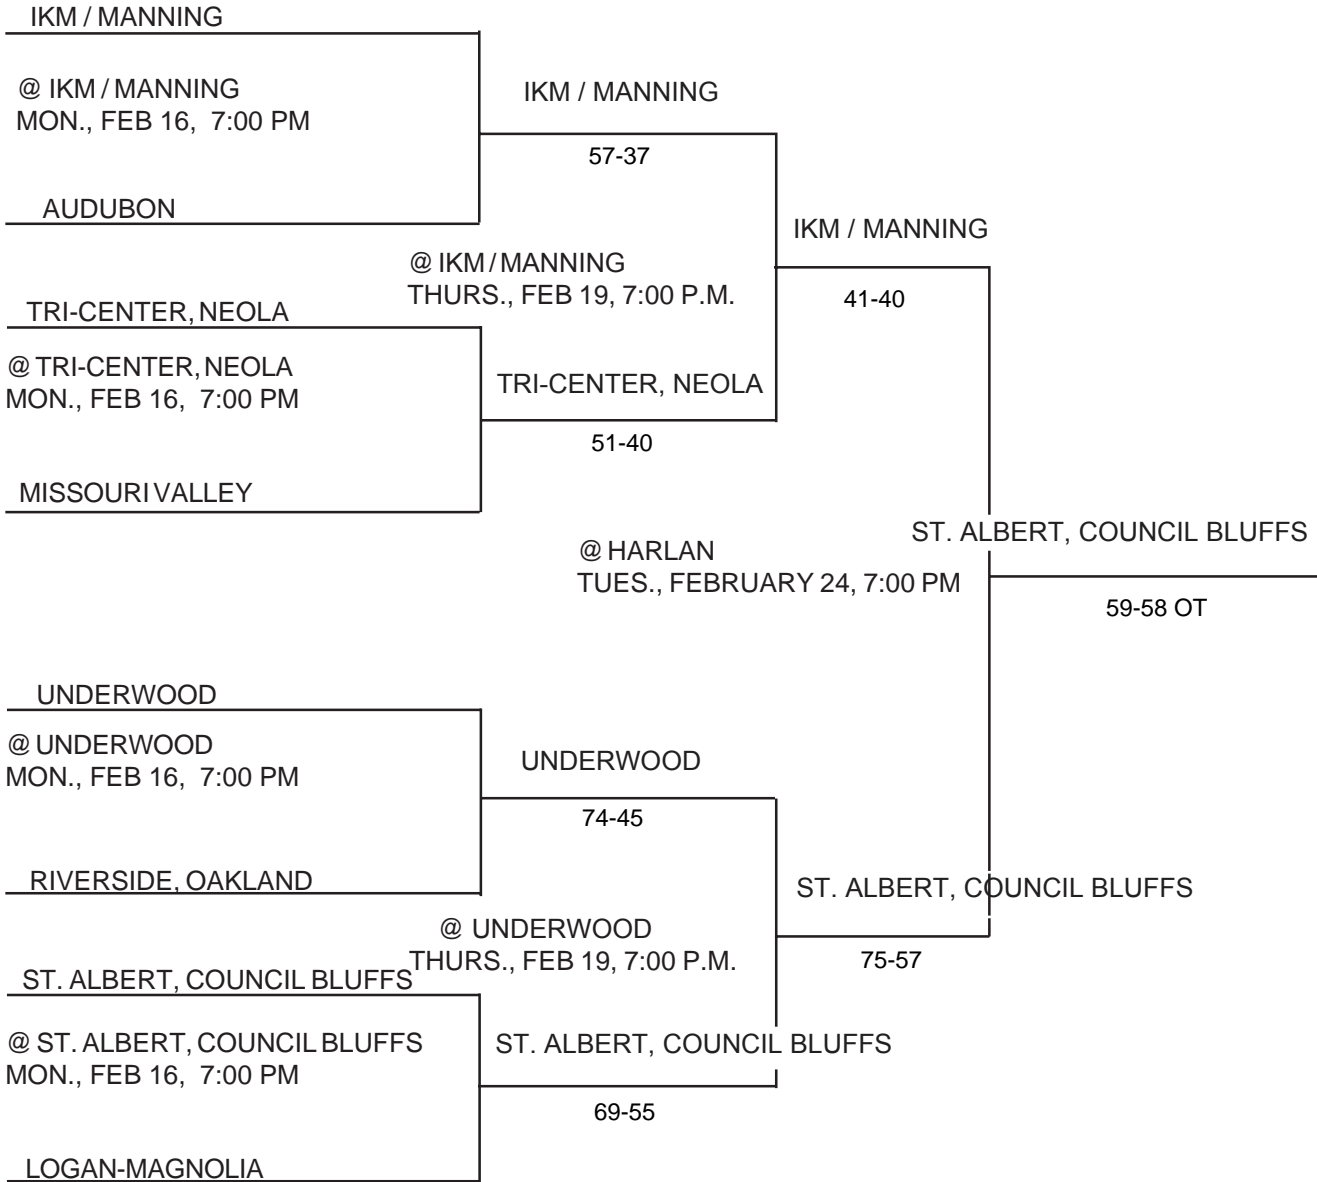 IKM / MANNING
@ IKM / MANNING
MON., FEB 16, 7:00 PM
AUDUBON
IKM / MANNING
57-37
@ IKM / MANNING
THURS., FEB 19, 7:00 P.M.
IKM / MANNING
41-40
TRI-CENTER, NEOLA
@ TRI-CENTER, NEOLA
MON., FEB 16, 7:00 PM
MISSOURI VALLEY
TRI-CENTER, NEOLA
51-40
@ HARLAN
TUES., FEBRUARY 24, 7:00 PM
ST. ALBERT, COUNCIL BLUFFS
59-58 OT
UNDERWOOD
@ UNDERWOOD
MON., FEB 16, 7:00 PM
RIVERSIDE, OAKLAND
UNDERWOOD
74-45
@ UNDERWOOD
THURS., FEB 19, 7:00 P.M.
ST. ALBERT, COUNCIL BLUFFS
75-57
ST. ALBERT, COUNCIL BLUFFS
@ ST. ALBERT, COUNCIL BLUFFS
MON., FEB 16, 7:00 PM
LOGAN-MAGNOLIA
ST. ALBERT, COUNCIL BLUFFS
69-55